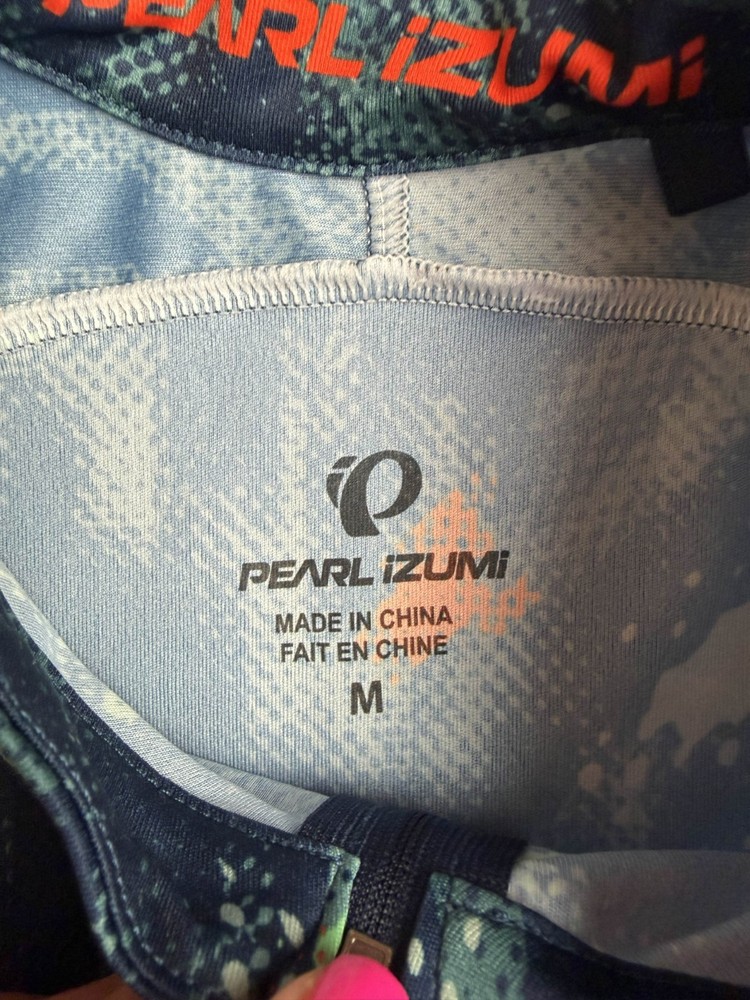 PEARL iZUMi
PEARL iZUMi
MADE IN CHINA
FAIT EN CHINE
M